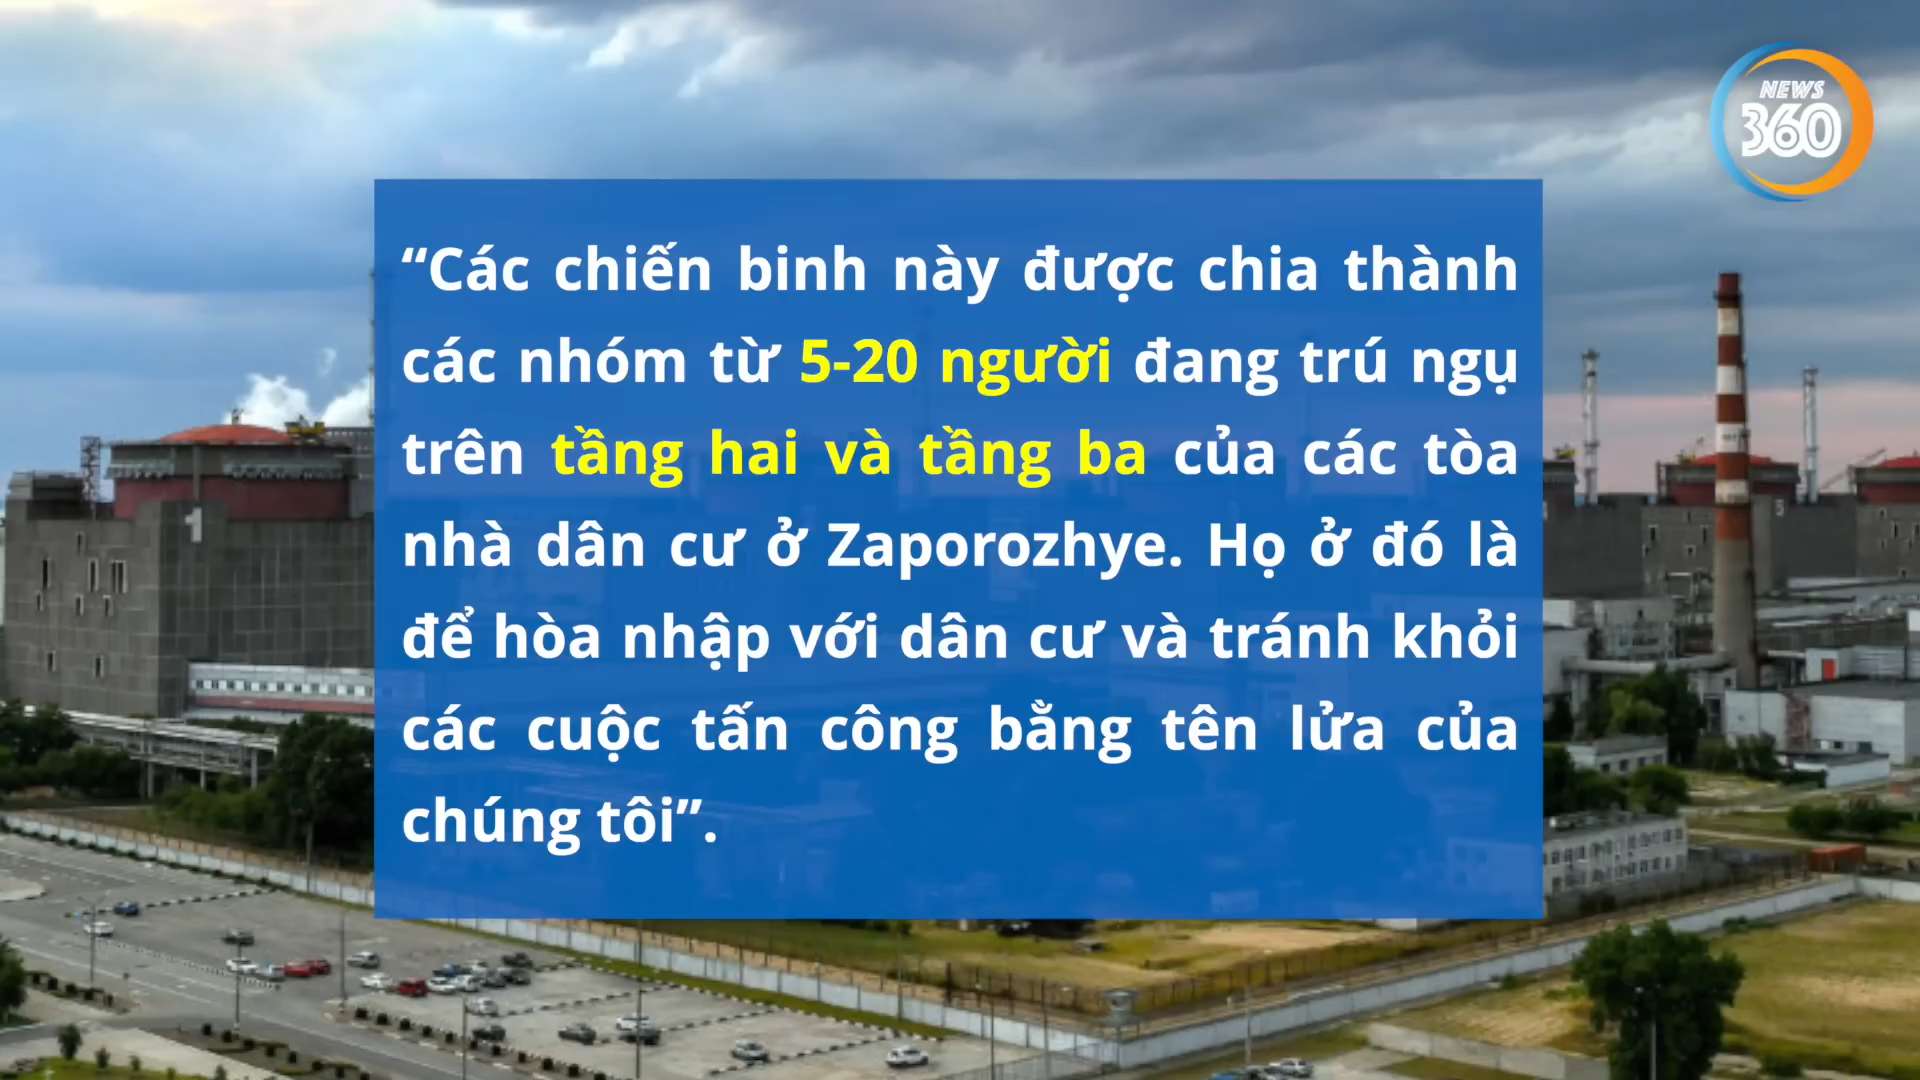 NEWS
360
“Các chiến binh này được chia thành
các nhóm từ 5-20 người đang trú ngụ
trên tầng hai và tầng ba của các tòa
nhà dân cư ở Zaporozhye. Họ ở đó là
để hòa nhập với dân cư và tránh khỏi
các cuộc tấn công bằng tên lửa của
chúng tôi”.
1
5